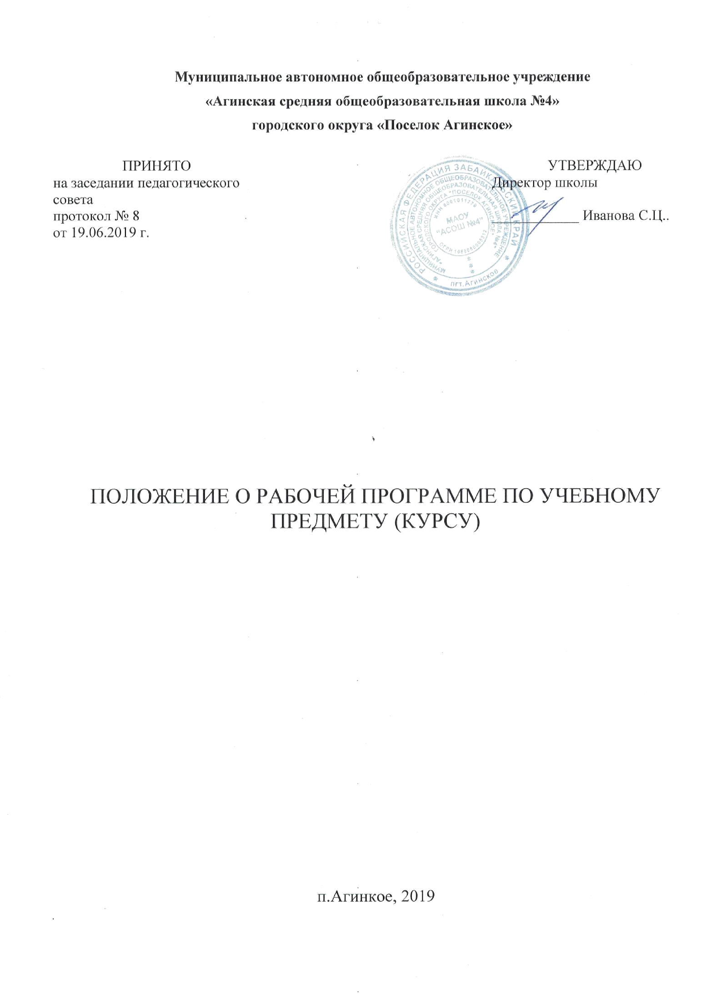 Муниципальное автономное общеобразовательное учреждение
«Агинская средняя общеобразовательная школа №4»
городского округа «Поселок Агинское»
ПРИНЯТО
на заседании педагогического
совета
протокол № 8
от 19.06.2019 г.
УТВЕРЖДАЮ
Директор школы
______________ Иванова С.Ц..
РОССИЙСКАЯ ФЕДЕРАЦИЯ ЗАБАЙКАЛЬСКИЙ КРАЙ
МУНИЦИПАЛЬНОЕ АВТОНОМНОЕ ОБЩЕОБРАЗОВАТЕЛЬНОЕ УЧРЕЖДЕНИЕ
"АГИНСКАЯ СРЕДНЯЯ ОБЩЕОБРАЗОВАТЕЛЬНАЯ ШКОЛА №4"
ГОРОДСКОГО ОКРУГА "ПОСЕЛОК АГИНСКОЕ"
ИНН
МАОУ
"АСОШ №4"
ОГРН
пгт.Агинское
ПОЛОЖЕНИЕ О РАБОЧЕЙ ПРОГРАММЕ ПО УЧЕБНОМУ
ПРЕДМЕТУ (КУРСУ)
п.Агинкое, 2019